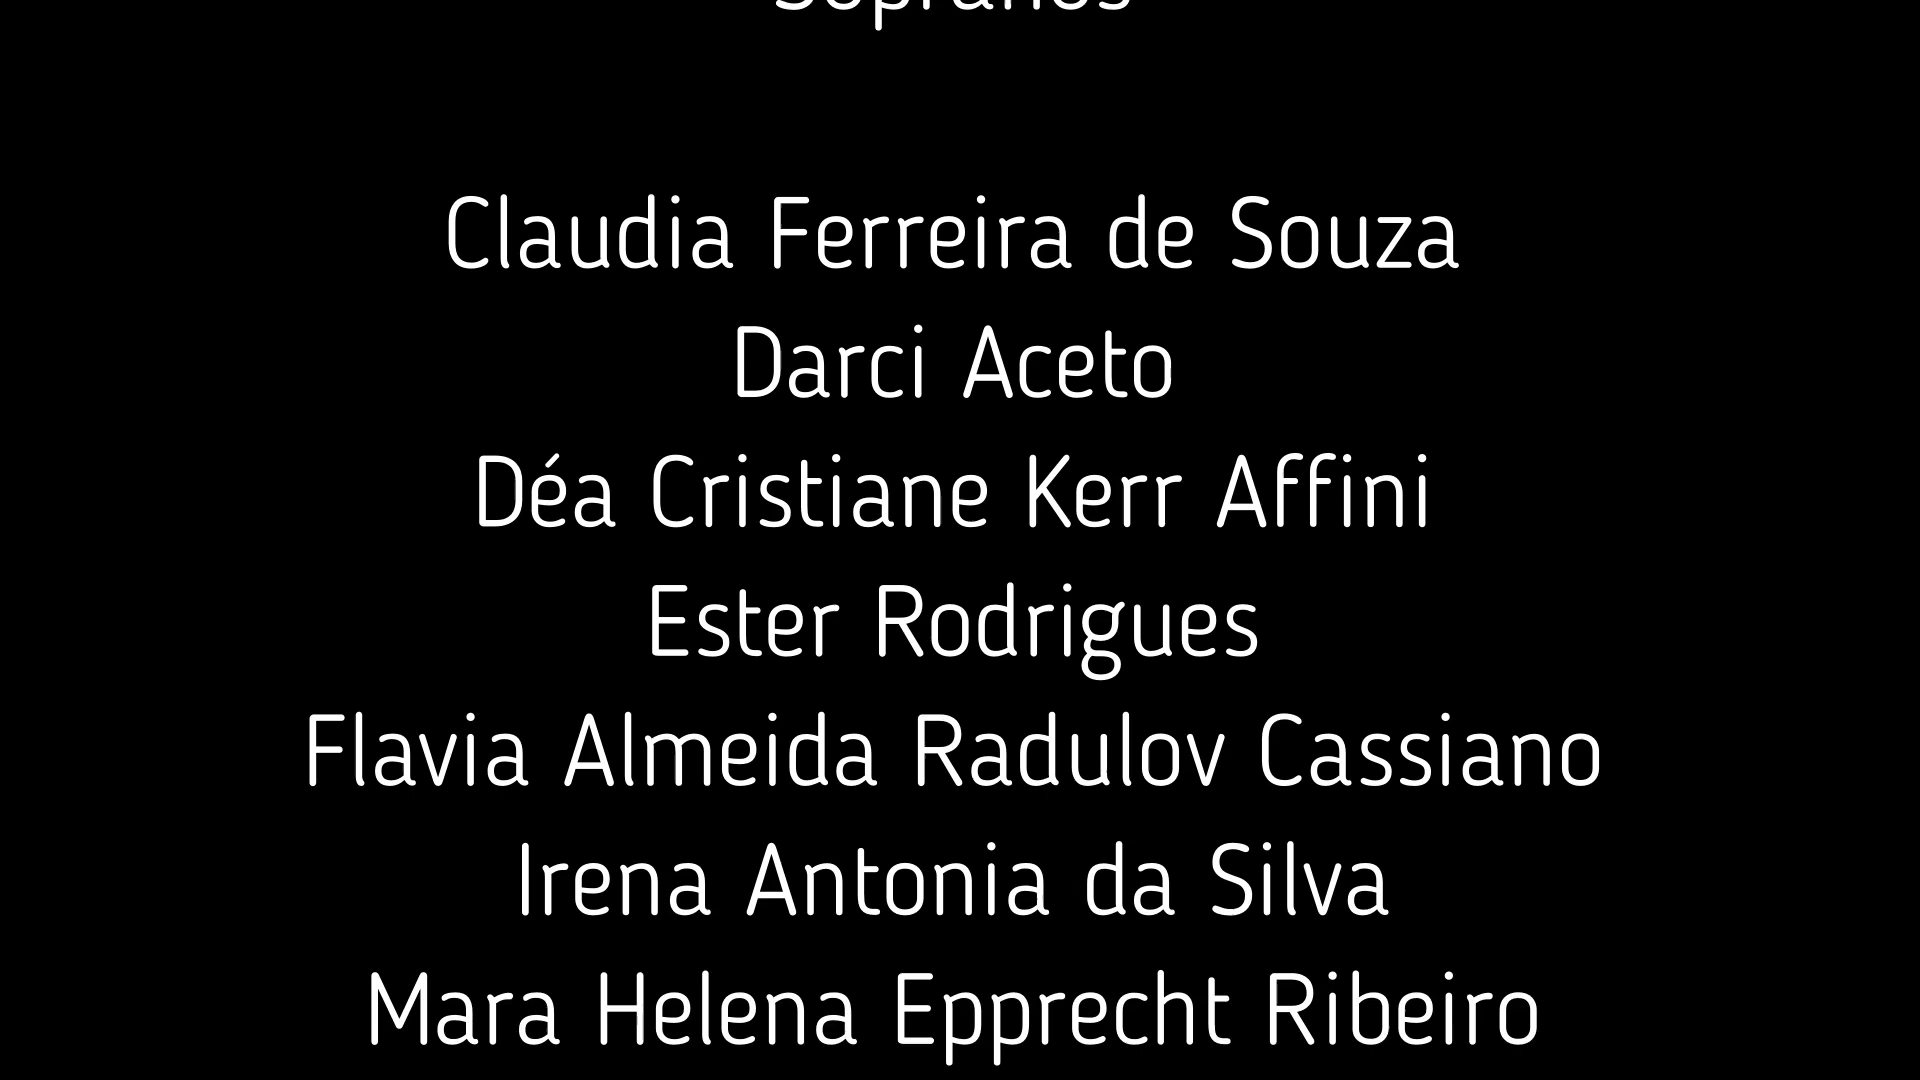 Sopranos
Claudia Ferreira de Souza
Darci Aceto
Déa Cristiane Kerr Affini
Ester Rodrigues
Flavia Almeida Radulov Cassiano
Irena Antonia da Silva
Mara Helena Epprecht Ribeiro